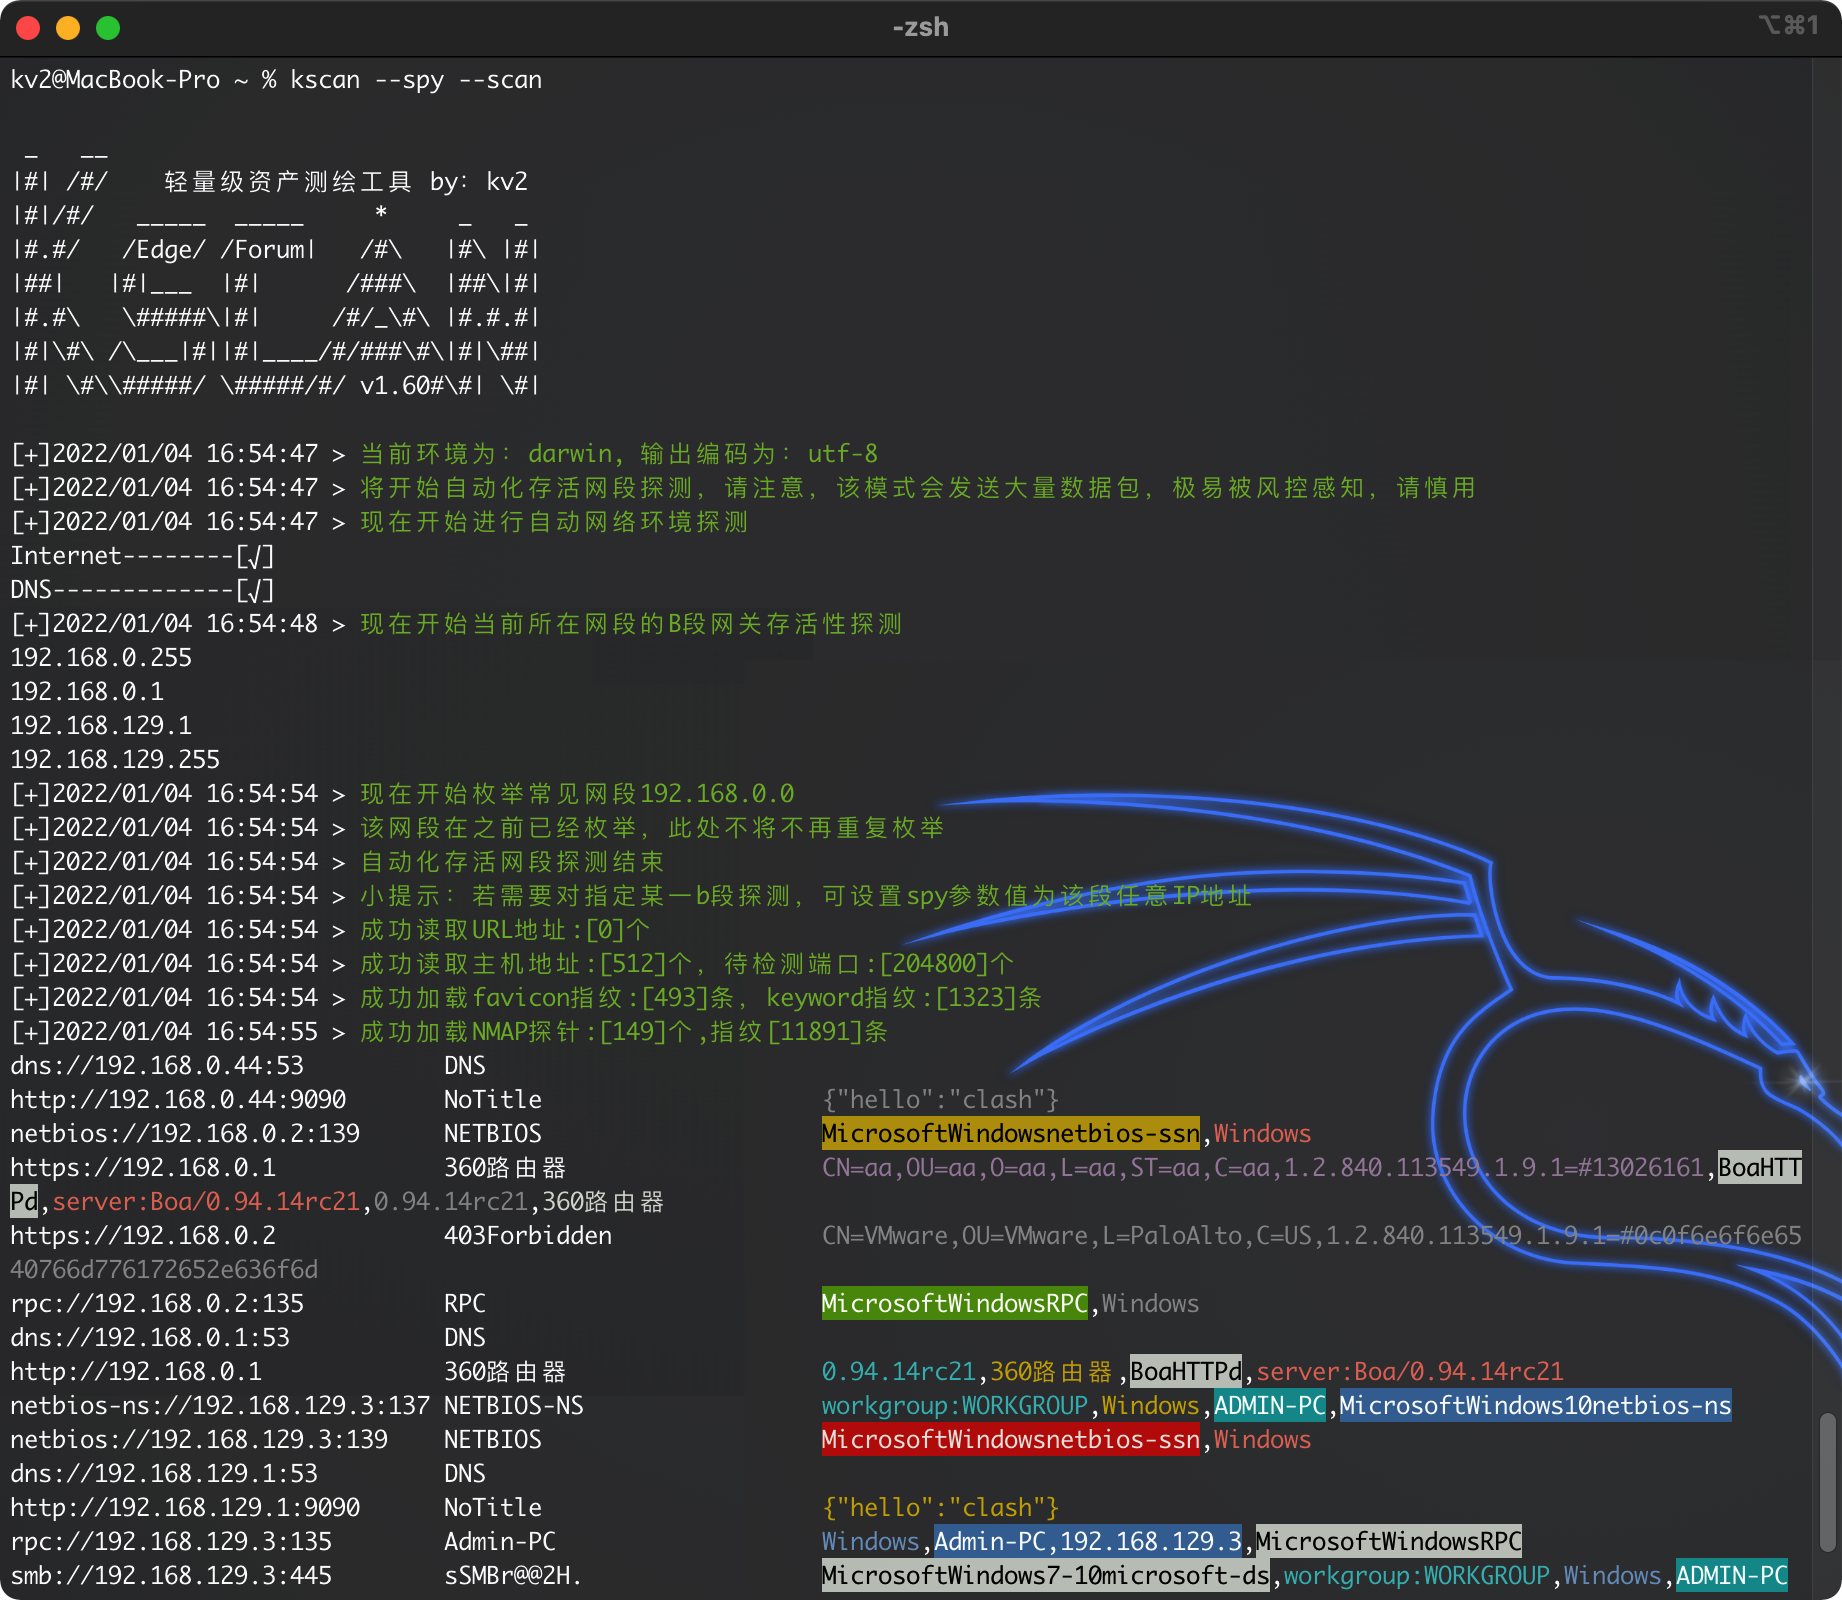 -zsh
⌥⌘1
kv2@MacBook-Pro ~ % kscan --spy --scan
 _   __
|#| /#/    轻量级资产测绘工具 by: kv2
|#|/#/   _____  _____     *      _   _
|#.#/   /Edge/ /Forum|   /#\   |#\ |#|
|##|   |#|___  |#|      /###\  |##\|#|
|#.#\   \#####\|#|     /#/_\#\ |#.#.#|
|#|\#\ /\___|#||#|____/#/###\#\|#|\##|
|#| \#\\#####/ \#####/#/ v1.60#\#| \#|
[+]2022/01/04 16:54:47 > 当前环境为：darwin, 输出编码为：utf-8
[+]2022/01/04 16:54:47 > 将开始自动化存活网段探测, 请注意, 该模式会发送大量数据包, 极易被风控感知, 请慎用
[+]2022/01/04 16:54:47 > 现在开始进行自动网络环境探测
Internet--------[√]
DNS-------------[√]
[+]2022/01/04 16:54:48 > 现在开始当前所在网段的B段网关存活性探测
192.168.0.255
192.168.0.1
192.168.129.1
192.168.129.255
[+]2022/01/04 16:54:54 > 现在开始枚举常见网段192.168.0.0
[+]2022/01/04 16:54:54 > 该网段在之前已经枚举, 此处不将不再重复枚举
[+]2022/01/04 16:54:54 > 自动化存活网段探测结束
[+]2022/01/04 16:54:54 > 小提示：若需要对指定某一b段探测, 可设置spy参数值为该段任意IP地址
[+]2022/01/04 16:54:54 > 成功读取URL地址:[0]个
[+]2022/01/04 16:54:54 > 成功读取主机地址:[512]个, 待检测端口:[204800]个
[+]2022/01/04 16:54:54 > 成功加载favicon指纹:[493]条, keyword指纹:[1323]条
[+]2022/01/04 16:54:55 > 成功加载NMAP探针:[149]个,指纹[11891]条
dns://192.168.0.44:53          DNS
http://192.168.0.44:9090       NoTitle                    {"hello":"clash"}
netbios://192.168.0.2:139      NETBIOS                    MicrosoftWindowsnetbios-ssn,Windows
https://192.168.0.1            360路由器                  CN=aa,OU=aa,O=aa,L=aa,ST=aa,C=aa,1.2.840.113549.1.9.1=#13026161,BoaHTT
Pd,server:Boa/0.94.14rc21,0.94.14rc21,360路由器
https://192.168.0.2            403Forbidden               CN=VMware,OU=VMware,L=PaloAlto,C=US,1.2.840.113549.1.9.1=#0c0f6e6f6e65
40766d776172652e636f6d
rpc://192.168.0.2:135          RPC                        MicrosoftWindowsRPC,Windows
dns://192.168.0.1:53           DNS
http://192.168.0.1             360路由器                  0.94.14rc21,360路由器,BoaHTTPd,server:Boa/0.94.14rc21
netbios-ns://192.168.129.3:137 NETBIOS-NS                 workgroup:WORKGROUP,Windows,ADMIN-PC,MicrosoftWindows10netbios-ns
netbios://192.168.129.3:139    NETBIOS                    MicrosoftWindowsnetbios-ssn,Windows
dns://192.168.129.1:53         DNS
http://192.168.129.1:9090      NoTitle                    {"hello":"clash"}
rpc://192.168.129.3:135        Admin-PC                   Windows,Admin-PC,192.168.129.3,MicrosoftWindowsRPC
smb://192.168.129.3:445        sSMBr@@2H.                 MicrosoftWindows7-10microsoft-ds,workgroup:WORKGROUP,Windows,ADMIN-PC